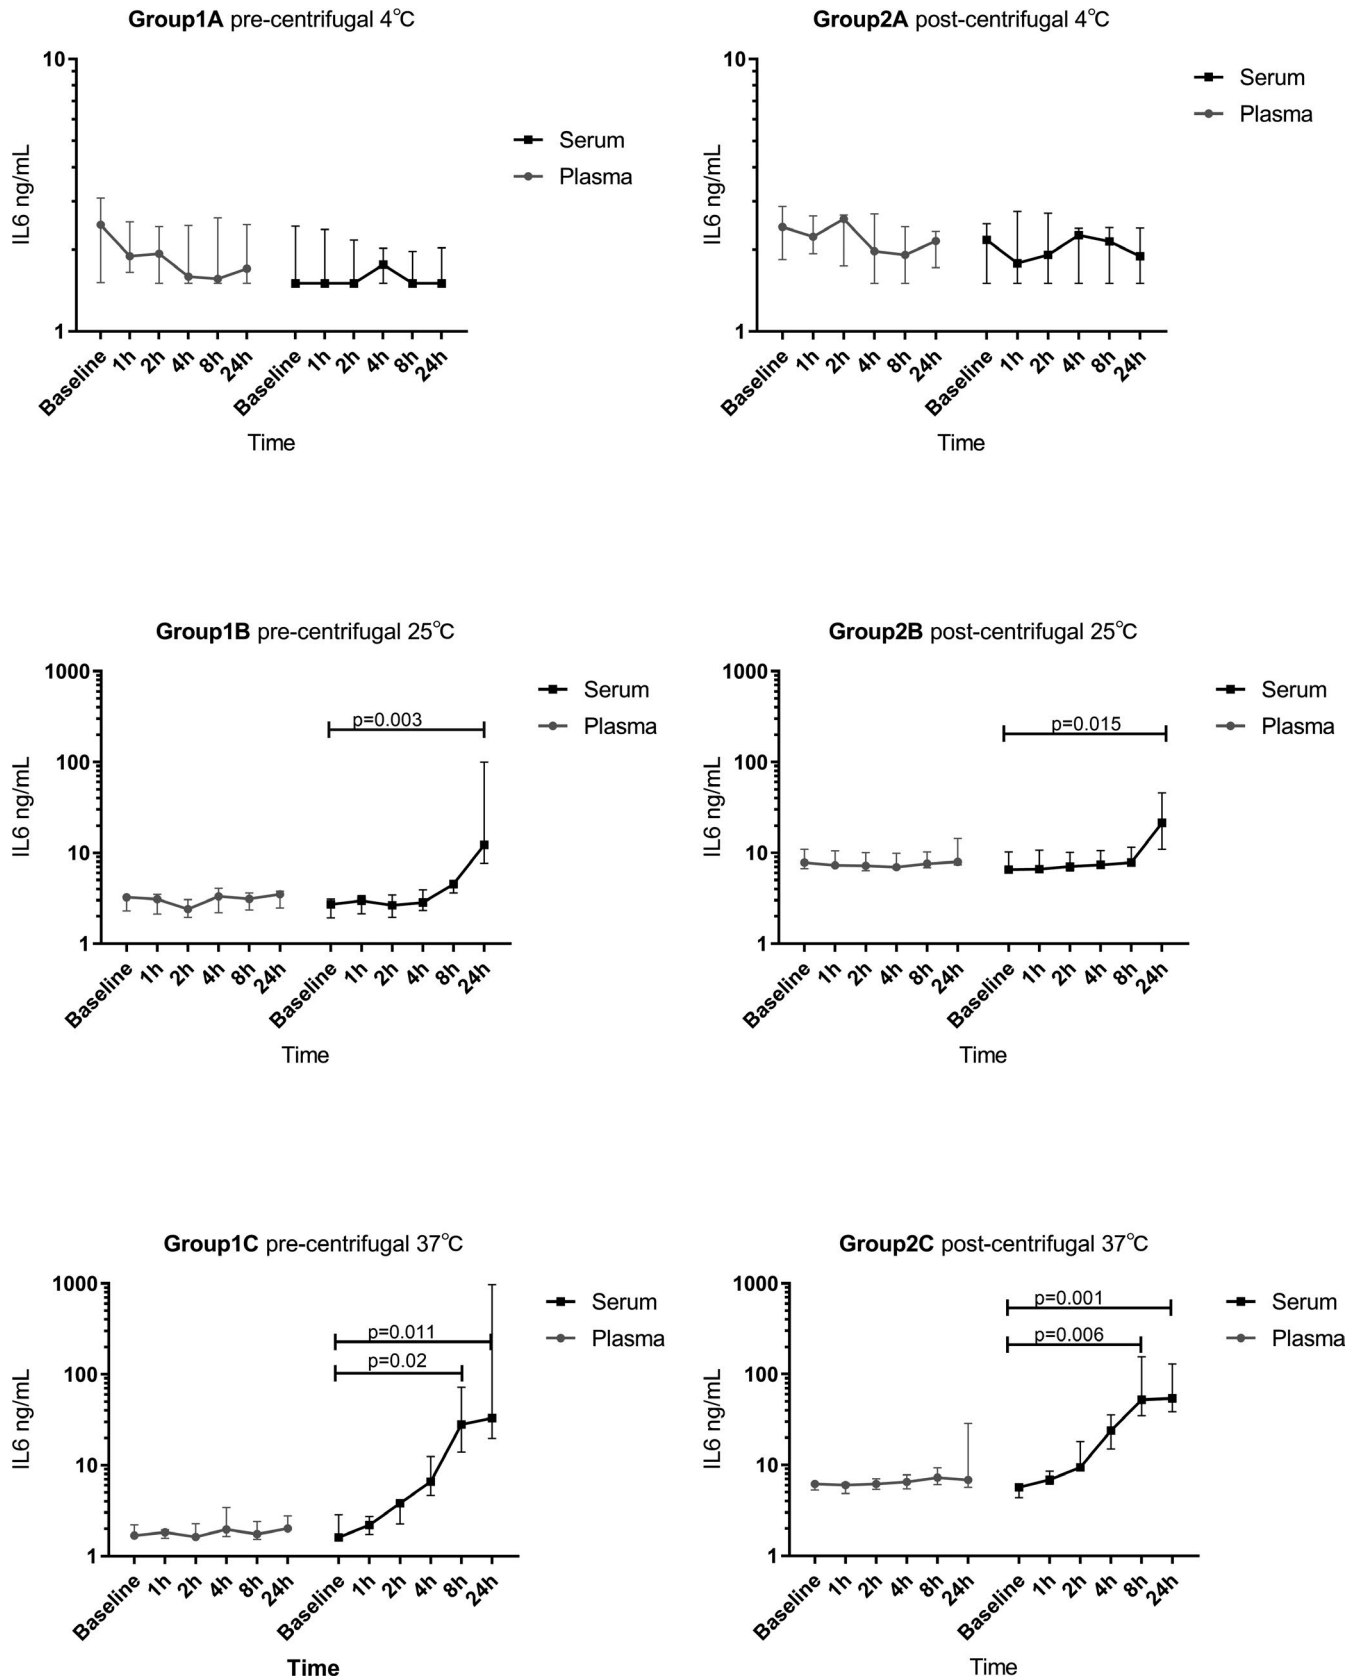 Group1A pre-centrifugal 4℃
10
1
IL6 ng/mL
Serum
Plasma
Baseline 1h 2h 4h 8h 24h Baseline 1h 2h 4h 8h 24h
Time
Group2A post-centrifugal 4℃
10
1
IL6 ng/mL
Serum
Plasma
Baseline 1h 2h 4h 8h 24h Baseline 1h 2h 4h 8h 24h
Time
Group1B pre-centrifugal 25℃
1000
100
10
1
IL6 ng/mL
p=0.003
Serum
Plasma
Baseline 1h 2h 4h 8h 24h Baseline 1h 2h 4h 8h 24h
Time
Group2B post-centrifugal 25℃
1000
100
10
1
IL6 ng/mL
p=0.015
Serum
Plasma
Baseline 1h 2h 4h 8h 24h Baseline 1h 2h 4h 8h 24h
Time
Group1C pre-centrifugal 37℃
1000
100
10
1
IL6 ng/mL
p=0.011
p=0.02
Serum
Plasma
Baseline 1h 2h 4h 8h 24h Baseline 1h 2h 4h 8h 24h
Time
Group2C post-centrifugal 37℃
1000
100
10
1
IL6 ng/mL
p=0.001
p=0.006
Serum
Plasma
Baseline 1h 2h 4h 8h 24h Baseline 1h 2h 4h 8h 24h
Time